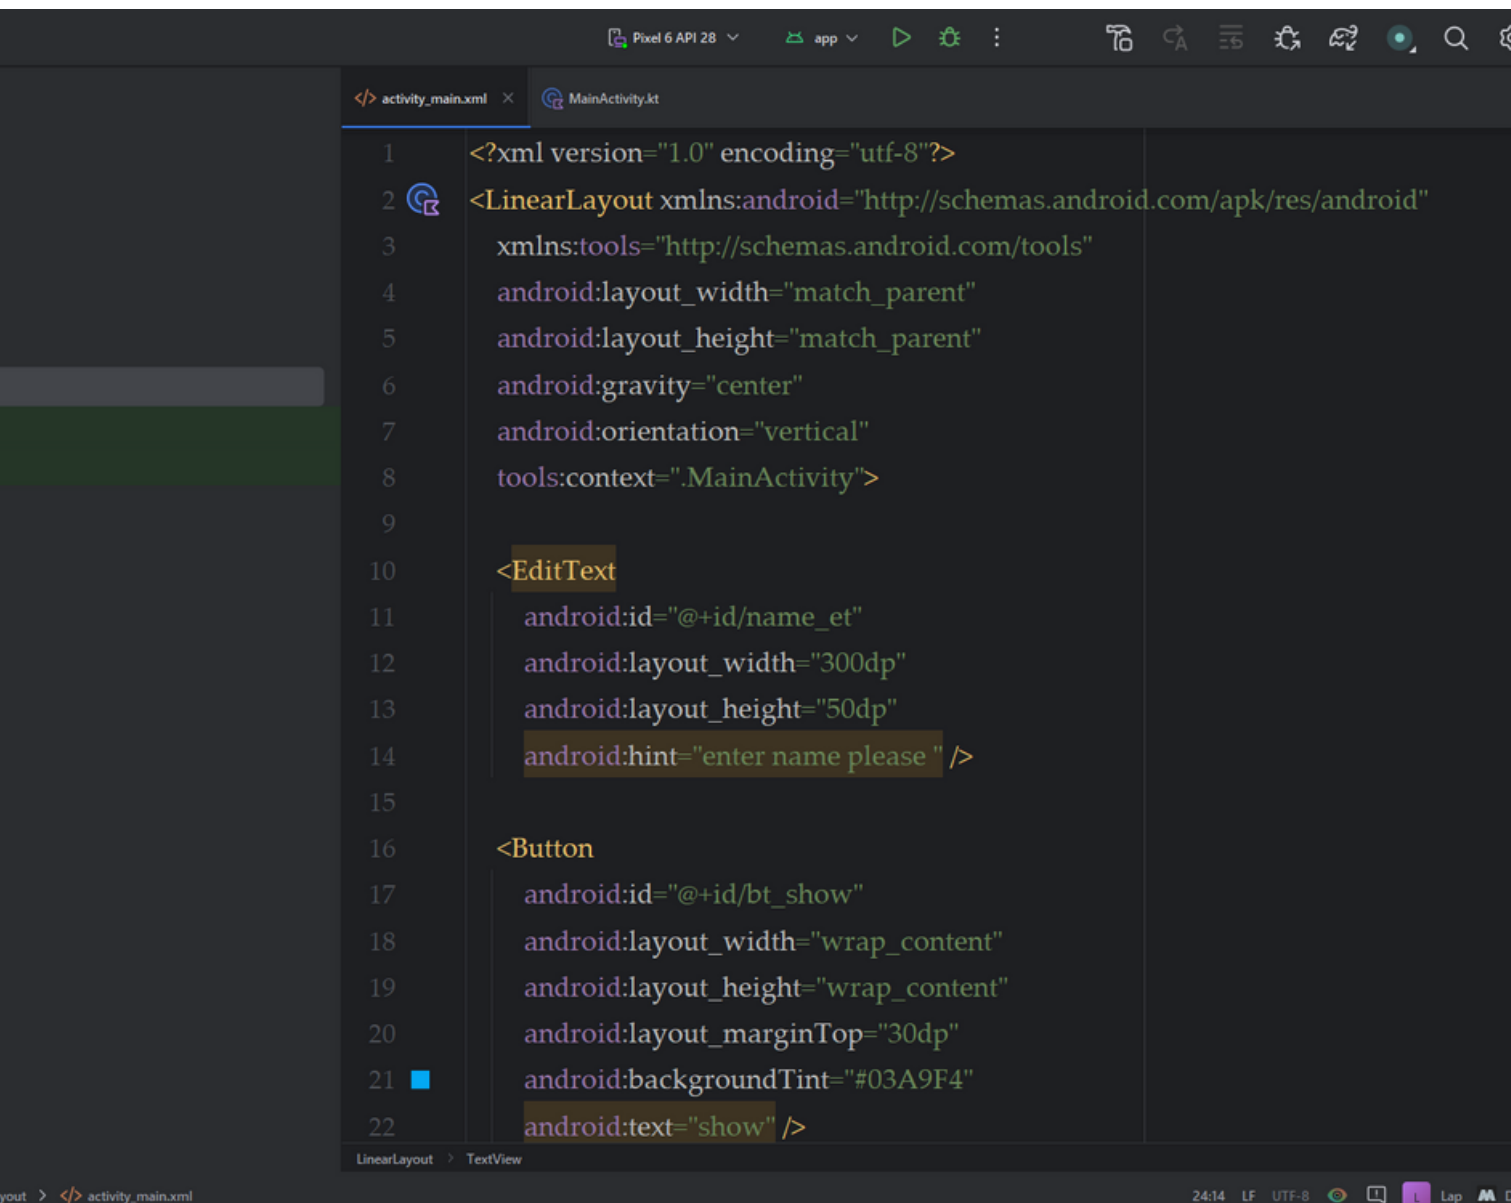 Pixel 6 API 28 app
activity_main.xml MainActivity.kt
1 <?xml version="1.0" encoding="utf-8"?>
2 <LinearLayout xmlns:android="http://schemas.android.com/apk/res/android"
3 xmlns:tools="http://schemas.android.com/tools"
4 android:layout_width="match_parent"
5 android:layout_height="match_parent"
6 android:gravity="center"
7 android:orientation="vertical"
8 tools:context=".MainActivity">
9
10 <EditText
11 android:id="@+id/name_et"
12 android:layout_width="300dp"
13 android:layout_height="50dp"
14 android:hint="enter name please " />
15
16 <Button
17 android:id="@+id/bt_show"
18 android:layout_width="wrap_content"
19 android:layout_height="wrap_content"
20 android:layout_marginTop="30dp"
21 android:backgroundTint="#03A9F4"
22 android:text="show" />
LinearLayout > TextView
yout > activity_main.xml 24:14 LF UTF-8 L Lap